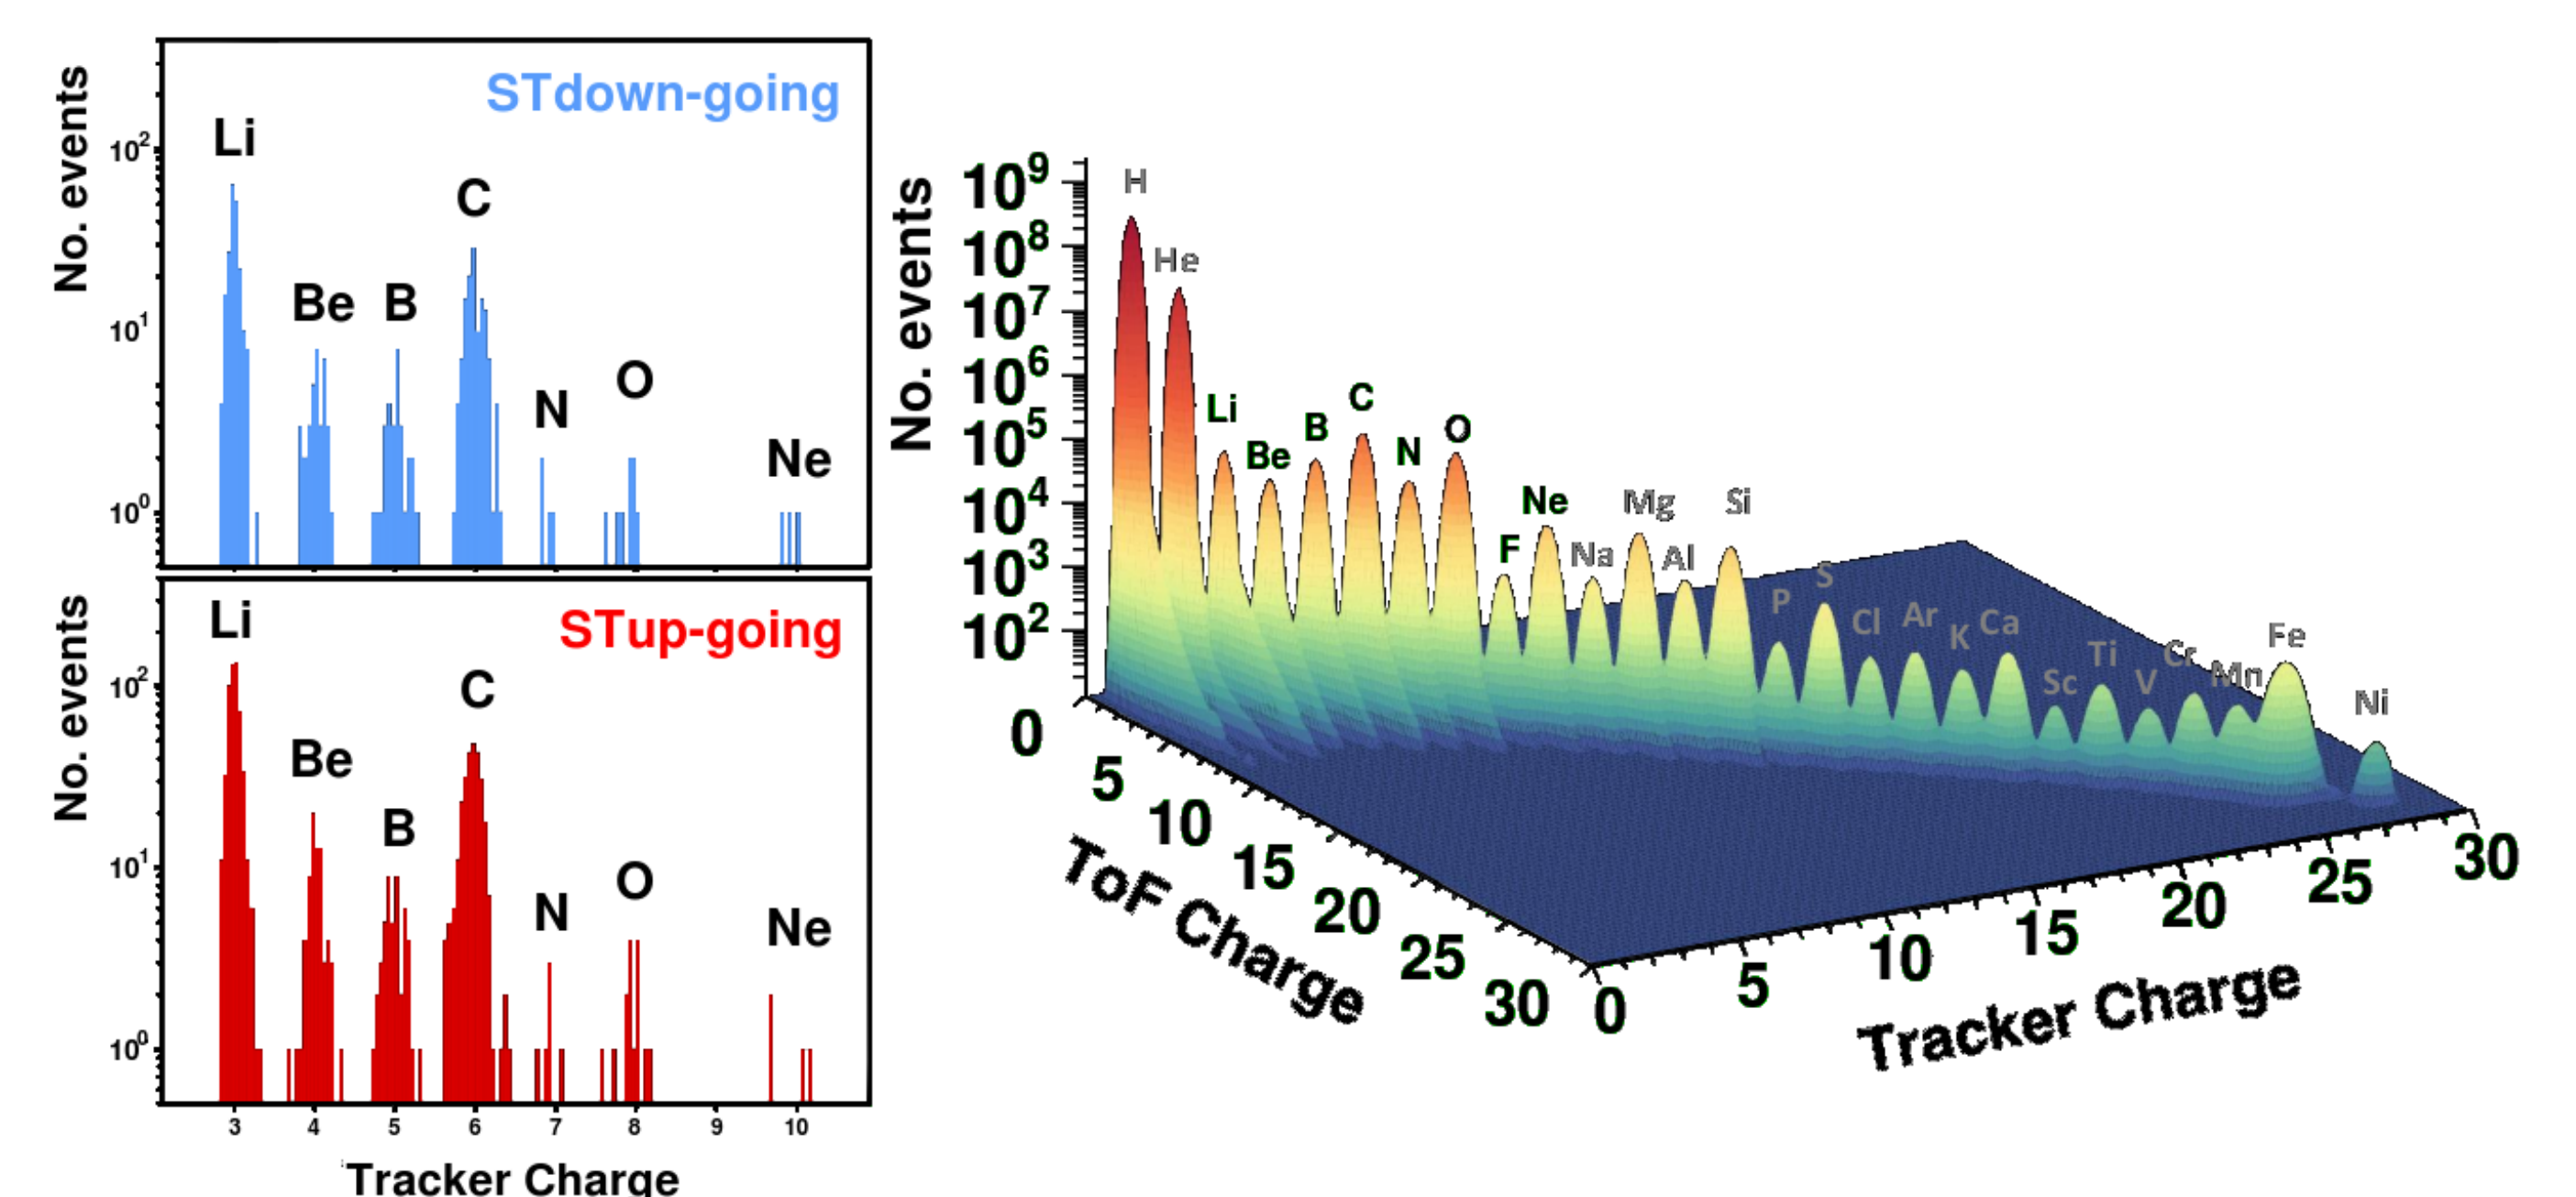 STdown-going
No. events
10²
10¹
10⁰
Li
Be
B
C
N
O
Ne
STup-going
No. events
10²
10¹
10⁰
Li
Be
B
C
N
O
Ne
3 4 5 6 7 8 9 10
Tracker Charge
No. events
10⁹
10⁸
10⁷
10⁶
10⁵
10⁴
10³
10²
H
He
Li
Be
B
C
N
O
F
Ne
Na
Mg
Al
Si
P
S
Cl
Ar
K
Ca
Sc
Ti
V
Cr
Mn
Fe
Ni
0 5 10 15 20 25 30
ToF Charge
0 5 10 15 20 25 30
Tracker Charge